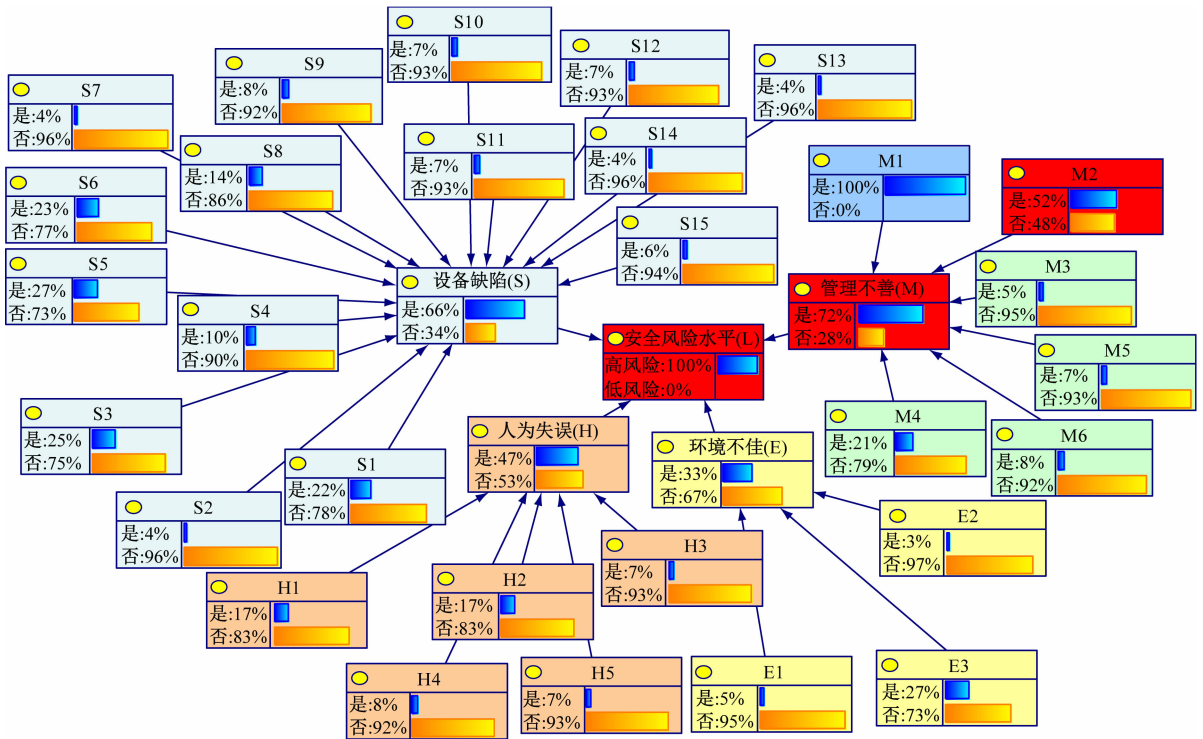 S10
是:7%
否:93%
S12
是:7%
否:93%
S9
是:8%
否:92%
S13
是:4%
否:96%
S7
是:4%
否:96%
S11
是:7%
否:93%
S14
是:4%
否:96%
S8
是:14%
否:86%
M1
是:100%
否:0%
M2
是:52%
否:48%
S6
是:23%
否:77%
S15
是:6%
否:94%
S5
是:27%
否:73%
设备缺陷(S)
是:66%
否:34%
管理不善(M)
是:72%
否:28%
M3
是:5%
否:95%
S4
是:10%
否:90%
安全风险水平(L)
高风险:100%
低风险:0%
M5
是:7%
否:93%
S3
是:25%
否:75%
人为失误(H)
是:47%
否:53%
环境不佳(E)
是:33%
否:67%
M4
是:21%
否:79%
M6
是:8%
否:92%
S1
是:22%
否:78%
S2
是:4%
否:96%
E2
是:3%
否:97%
H3
是:7%
否:93%
H1
是:17%
否:83%
H2
是:17%
否:83%
H4
是:8%
否:92%
H5
是:7%
否:93%
E1
是:5%
否:95%
E3
是:27%
否:73%